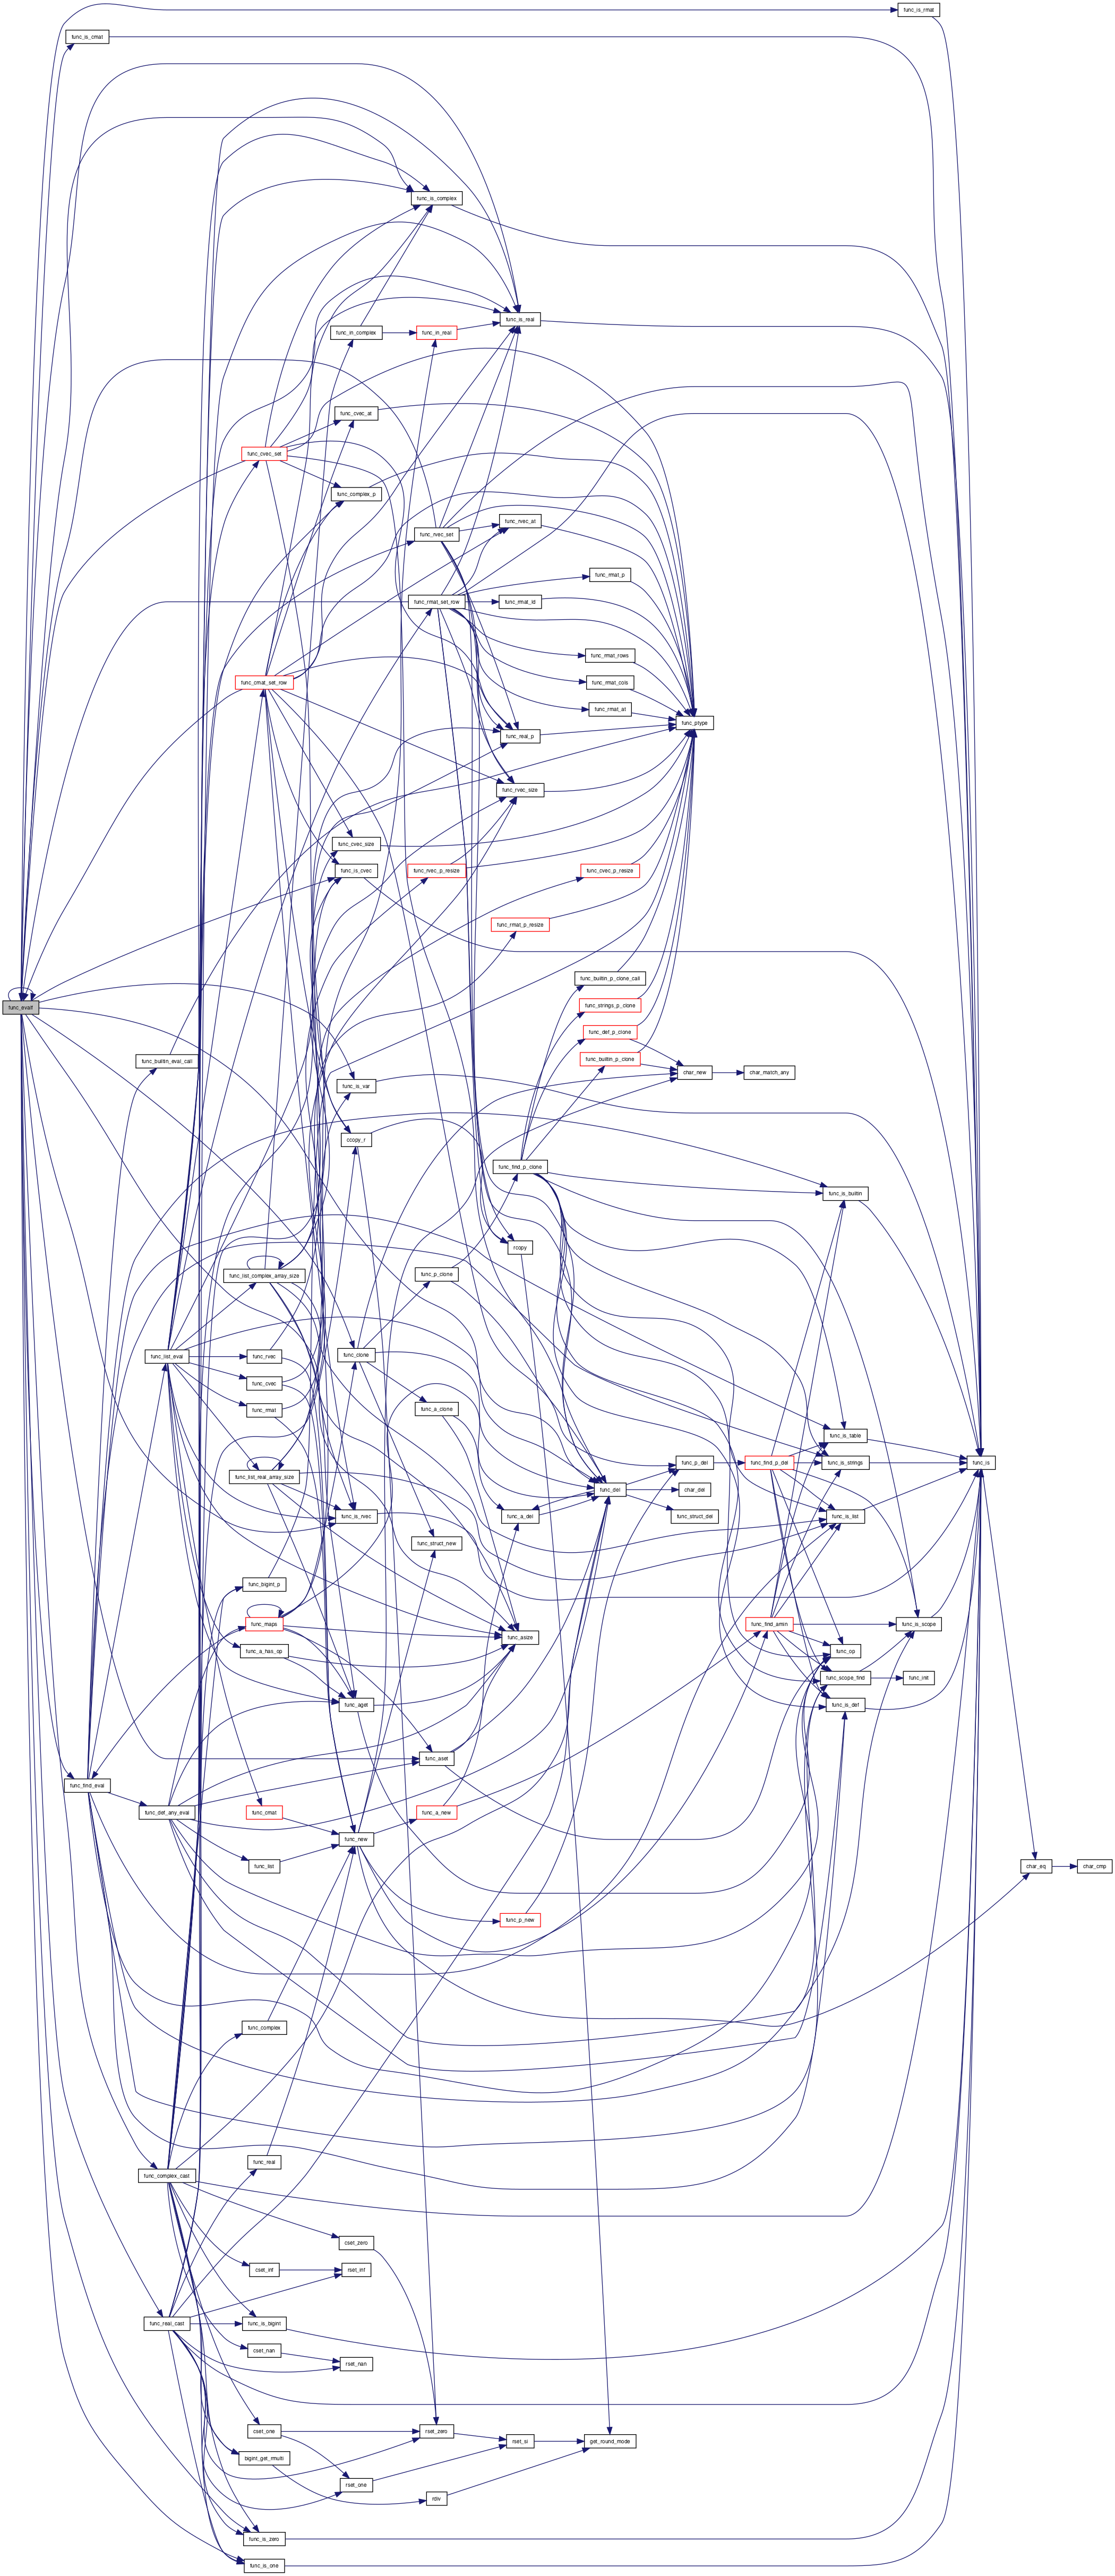 func_is_rmat
func_is_cmat
func_is_complex
func_is_real
func_in_complex
func_in_real
func_cvec_at
func_cvec_set
func_complex_p
func_rvec_at
func_rvec_set
func_rmat_p
func_rmat_set_row
func_rmat_id
func_rmat_rows
func_cmat_set_row
func_rmat_cols
func_rmat_at
func_ptype
func_real_p
func_rvec_size
func_cvec_size
func_is_cvec
func_rvec_p_resize
func_cvec_p_resize
func_rmat_p_resize
func_builtin_p_clone_call
func_evalf
func_strings_p_clone
func_def_p_clone
func_builtin_eval_call
func_builtin_p_clone
char_new
char_match_any
func_is_var
ccopy_r
func_find_p_clone
func_is_builtin
rcopy
func_list_complex_array_size
func_p_clone
func_list_eval
func_rvec
func_clone
func_cvec
func_rmat
func_a_clone
func_is_table
func_list_real_array_size
func_p_del
func_find_p_del
func_is_strings
func_is
func_del
char_del
func_is_rvec
func_a_del
func_struct_del
func_is_list
func_struct_new
func_bigint_p
func_maps
func_find_amin
func_is_scope
func_asize
func_a_has_op
func_op
func_scope_find
func_init
func_aget
func_is_def
func_aset
func_find_eval
func_def_any_eval
func_cmat
func_a_new
func_new
func_list
char_eq
char_cmp
func_p_new
func_complex
func_real
func_complex_cast
cset_zero
cset_inf
rset_inf
func_real_cast
func_is_bigint
cset_nan
rset_nan
cset_one
rset_zero
rset_si
get_round_mode
bigint_get_rmulti
rset_one
rdiv
func_is_zero
func_is_one